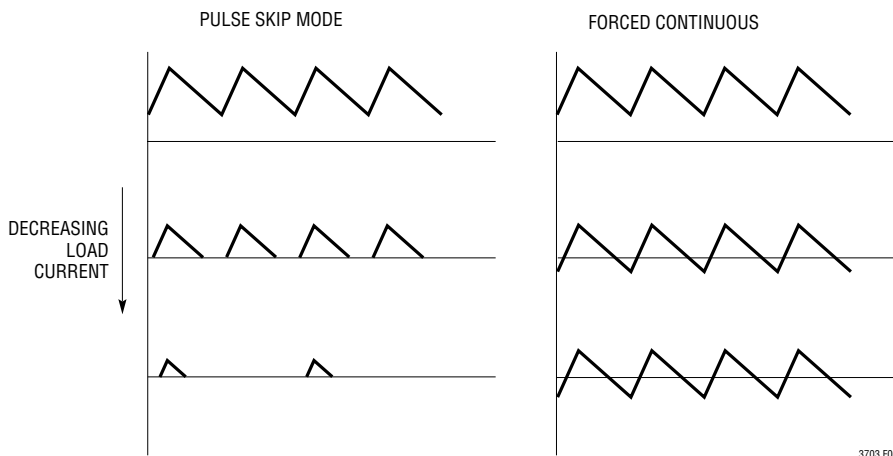 PULSE SKIP MODE
FORCED CONTINUOUS
DECREASING
LOAD
CURRENT
3703 F0